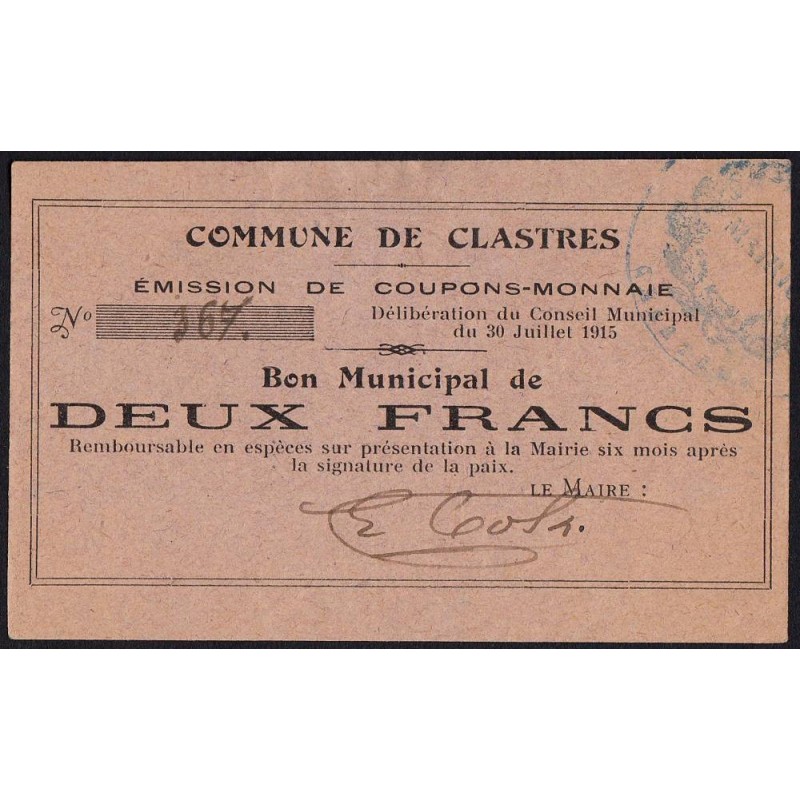 COMMUNE DE CLASTRES
ÉMISSION DE COUPONS-MONNAIE
No 367.
Délibération du Conseil Municipal
du 30 Juillet 1915
Bon Municipal de
DEUX FRANCS
Remboursable en espèces sur présentation à la Mairie six mois après
la signature de la paix.
LE MAIRE :